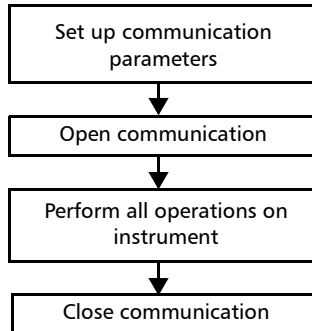 Set up communication
parameters
Open communication
Perform all operations on
instrument
Close communication